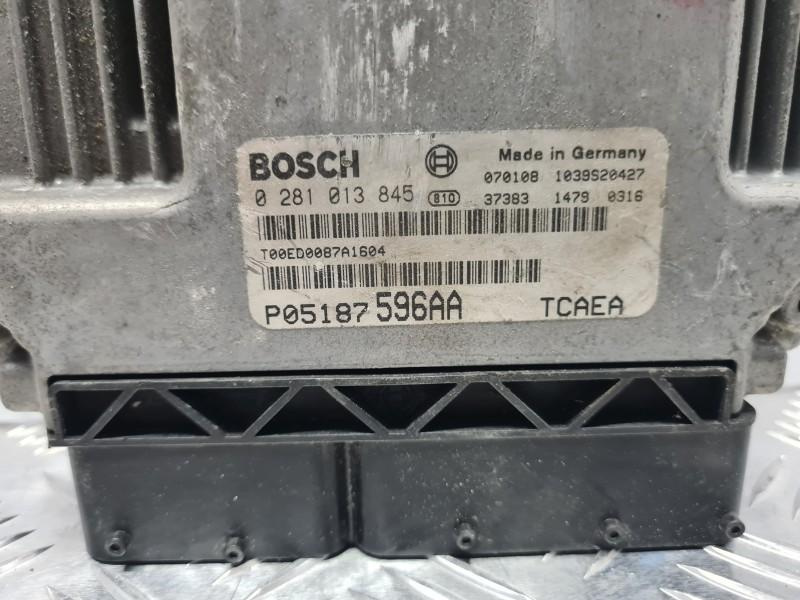 BOSCH Made in Germany
070108 1039S20427
0 281 013 845 810 37383 1479 0316
T00ED0087A1604
P05187596AA TCAEA